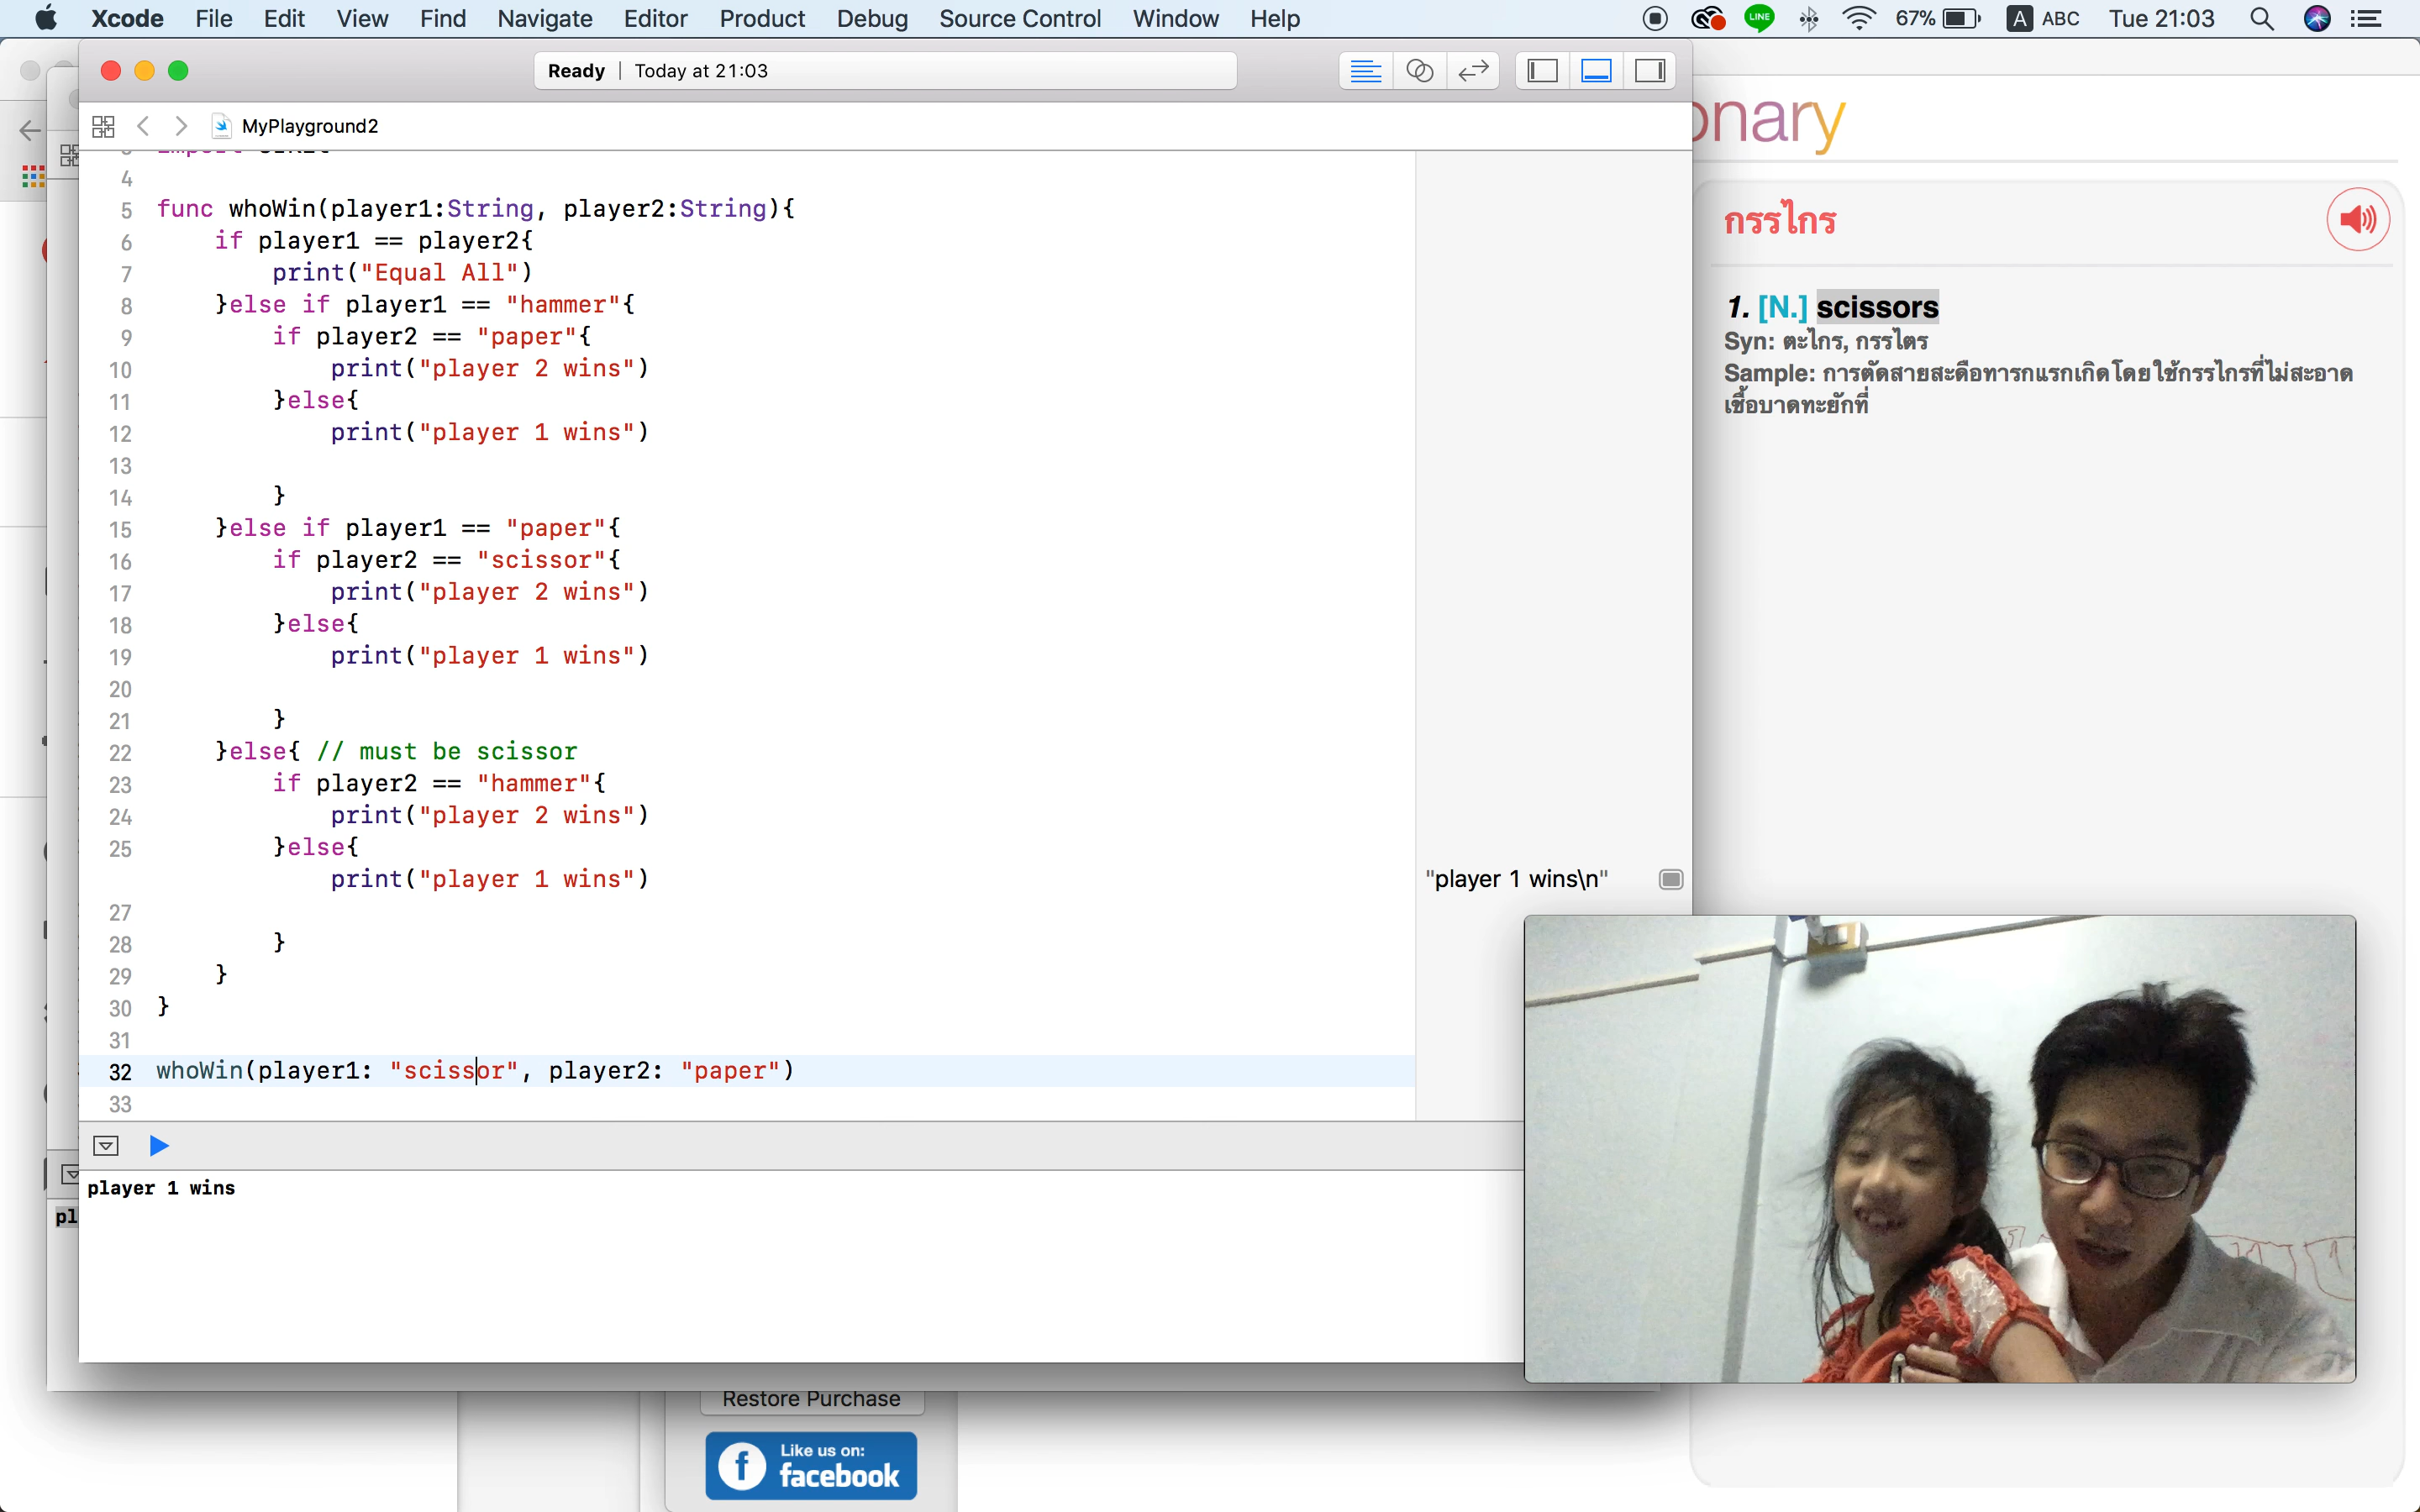 Xcode File Edit View Find Navigate Editor Product Debug Source Control Window Help LINE 67% A ABC Tue 21:03
Ready | Today at 21:03
MyPlayground2
4
5 func whoWin(player1:String, player2:String){
6 if player1 == player2{
7 print("Equal All")
8 }else if player1 == "hammer"{
9 if player2 == "paper"{
10 print("player 2 wins")
11 }else{
12 print("player 1 wins")
13
14 }
15 }else if player1 == "paper"{
16 if player2 == "scissor"{
17 print("player 2 wins")
18 }else{
19 print("player 1 wins")
20
21 }
22 }else{ // must be scissor
23 if player2 == "hammer"{
24 print("player 2 wins")
25 }else{
print("player 1 wins") "player 1 wins\n"
27
28 }
29 }
30 }
31
32 whoWin(player1: "scissor", player2: "paper")
33
player 1 wins
pl
onary
กรรไกร
1. [N.] scissors
Syn: ตะไกร, กรรไตร
Sample: การตัดสายสะดือทารกแรกเกิดโดยใช้กรรไกรที่ไม่สะอาด
เชื้อบาดทะยักที่
Restore Purchase
Like us on:
f facebook